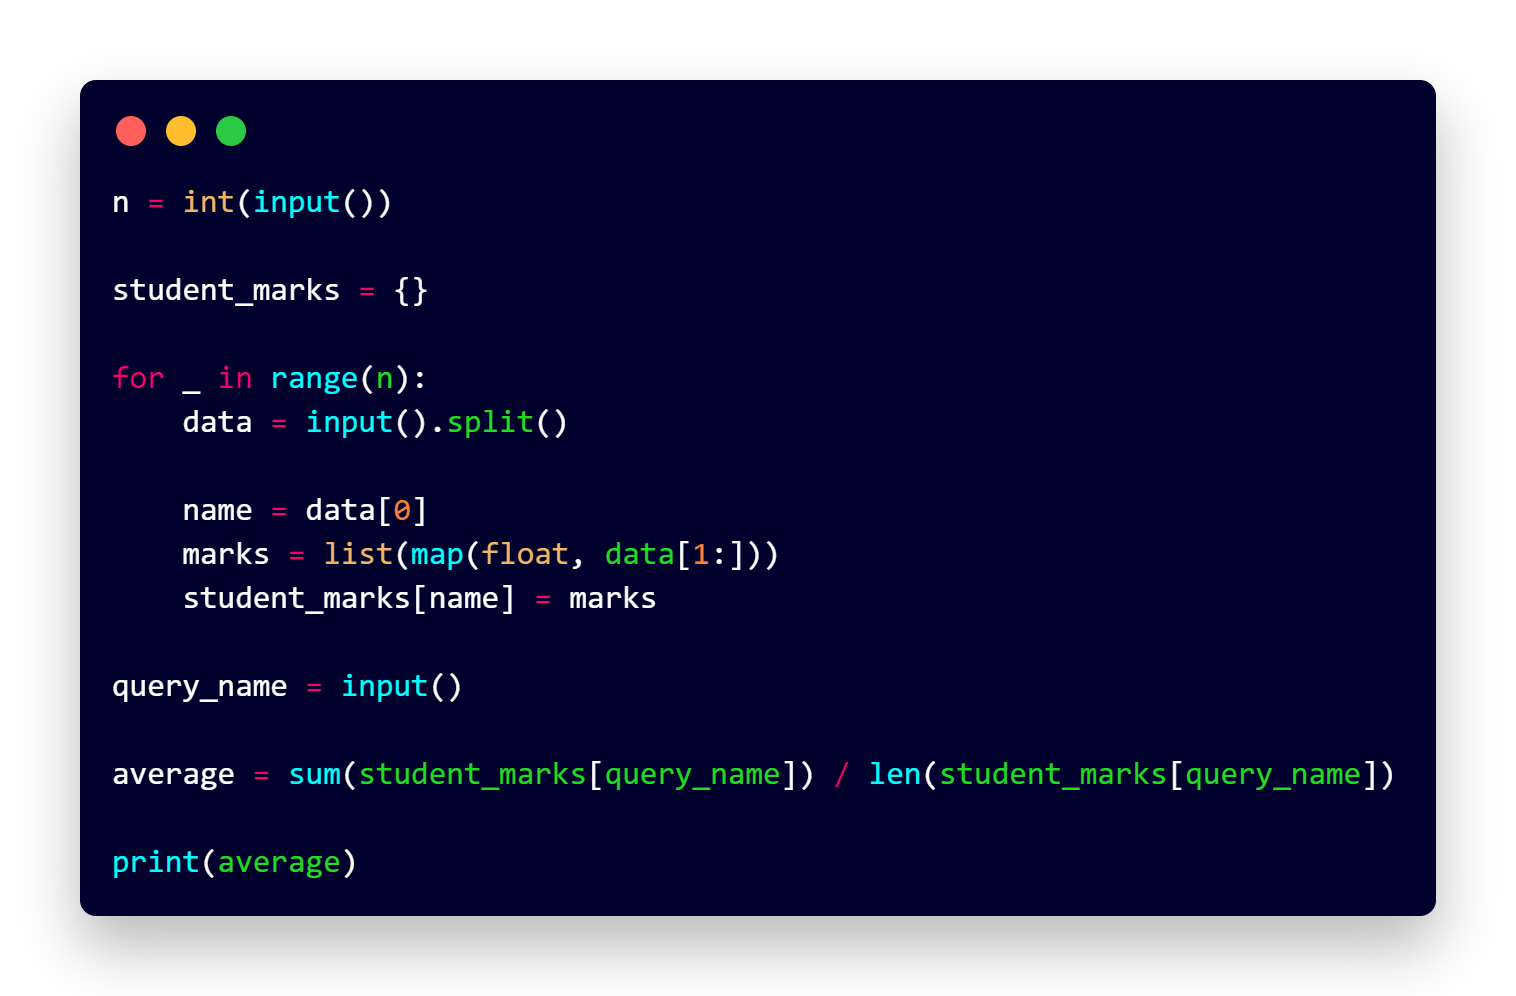 n = int(input())
student_marks = {}
for _ in range(n):
    data = input().split()
    name = data[0]
    marks = list(map(float, data[1:]))
    student_marks[name] = marks
query_name = input()
average = sum(student_marks[query_name]) / len(student_marks[query_name])
print(average)